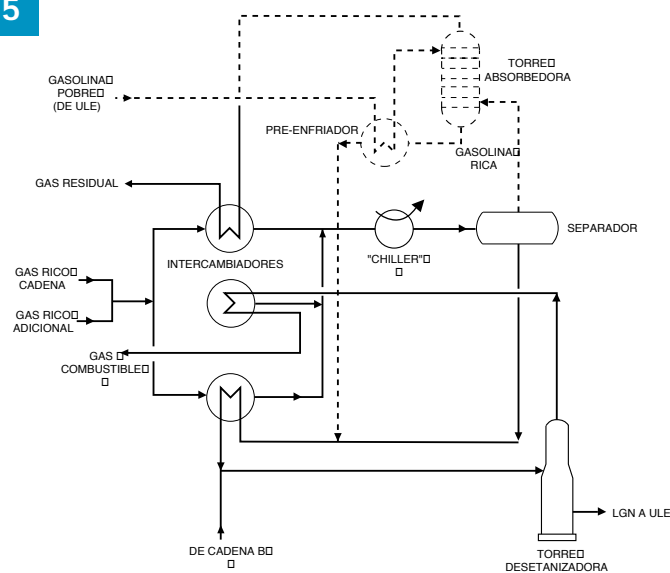 5
GASOLINA□
POBRE□
(DE ULE)
TORRE□
ABSORBEDORA
PRE-ENFRIADOR
GASOLINA□
RICA
GAS RESIDUAL
SEPARADOR
INTERCAMBIADORES
"CHILLER"□
□
GAS RICO□
CADENA
GAS RICO□
ADICIONAL
GAS □
COMBUSTIBLE□
□
LGN A ULE
DE CADENA B□
□
TORRE□
DESETANIZADORA